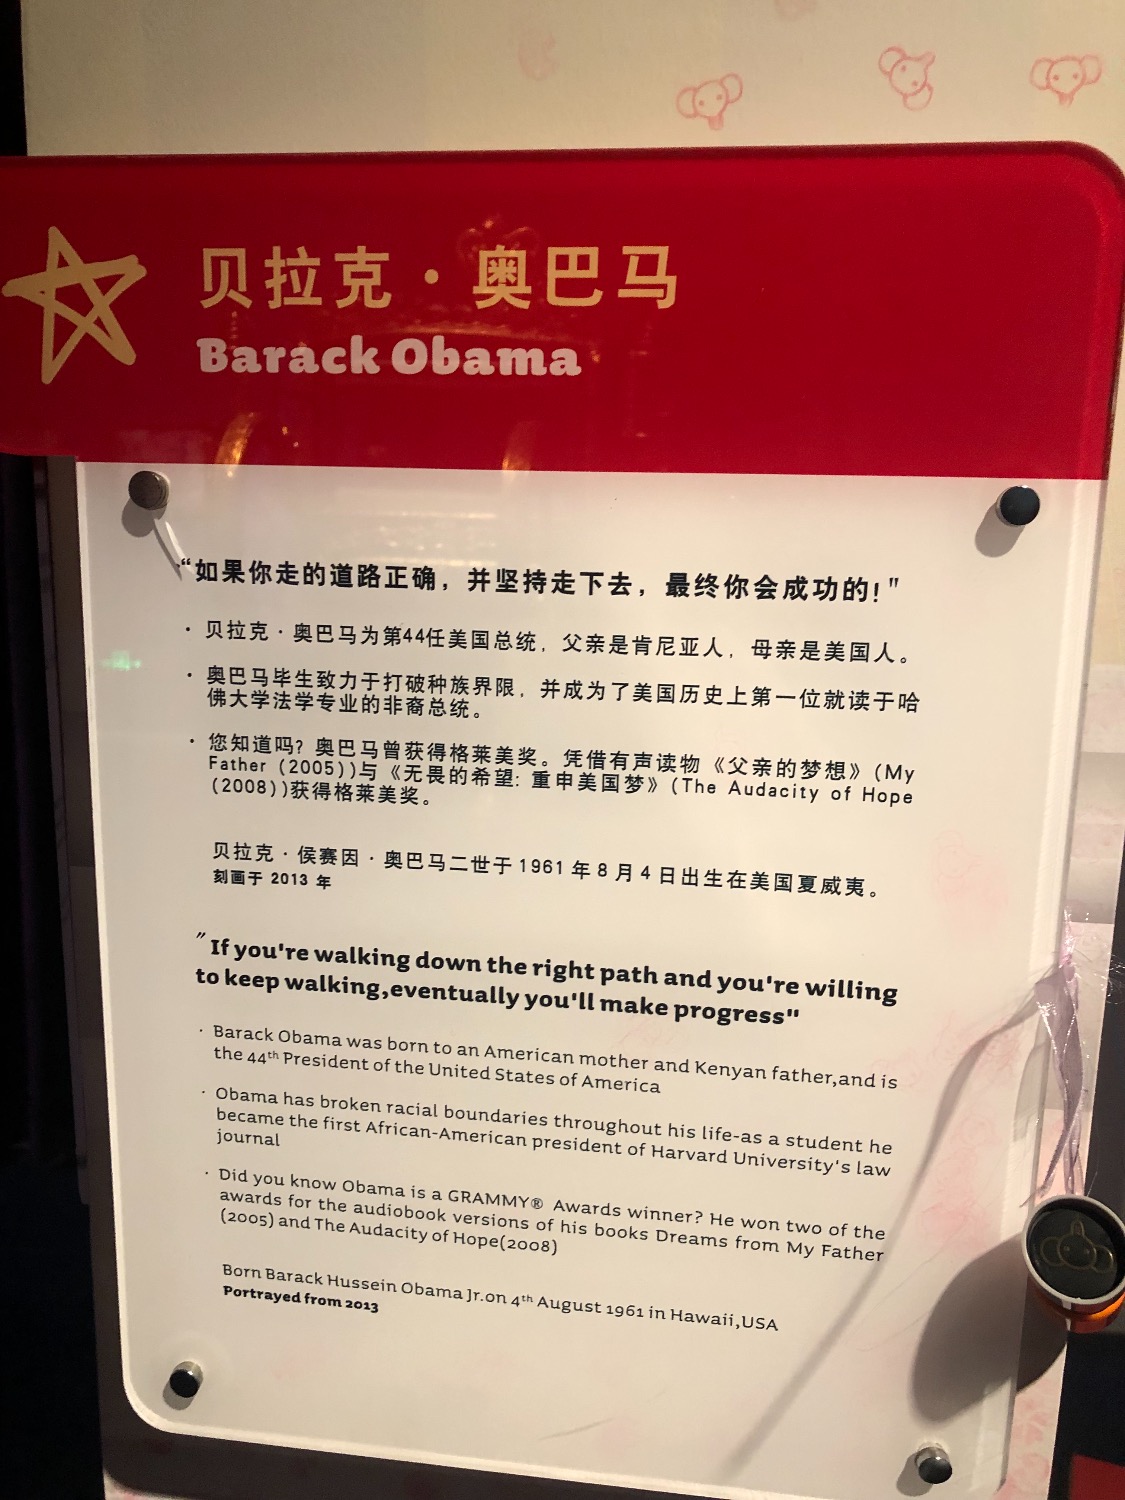 贝拉克·奥巴马
Barack Obama
“如果你走的道路正确，并坚持走下去，最终你会成功的！"
· 贝拉克·奥巴马为第44任美国总统，父亲是肯尼亚人，母亲是美国人。
· 奥巴马毕生致力于打破种族界限，并成为了美国历史上第一位就读于哈
佛大学法学专业的非裔总统。
· 您知道吗？奥巴马曾获得格莱美奖。凭借有声读物《父亲的梦想》(My
Father (2005))与《无畏的希望：重申美国梦》(The Audacity of Hope
(2008))获得格莱美奖。
贝拉克·侯赛因·奥巴马二世于 1961 年 8 月 4 日出生在美国夏威夷。
刻画于 2013 年
" If you're walking down the right path and you're willing
to keep walking,eventually you'll make progress"
· Barack Obama was born to an American mother and Kenyan father,and is
the 44th President of the United States of America
· Obama has broken racial boundaries throughout his life-as a student he
became the first African-American president of Harvard University's law
journal
· Did you know Obama is a GRAMMY® Awards winner? He won two of the
awards for the audiobook versions of his books Dreams from My Father
(2005) and The Audacity of Hope(2008)
Born Barack Hussein Obama Jr.on 4th August 1961 in Hawaii,USA
Portrayed from 2013